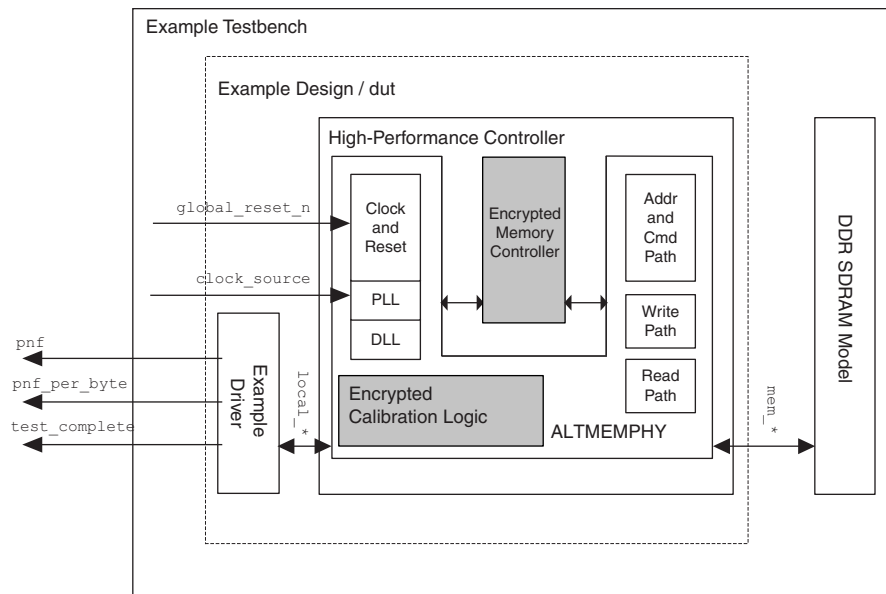 Example Testbench
Example Design / dut
High-Performance Controller
global_reset_n
Clock
and
Reset
Encrypted
Memory
Controller
Addr
and
Cmd
Path
clock_source
PLL
DLL
Write
Path
Read
Path
pnf
pnf_per_byte
test_complete
Example
Driver
local_*
Encrypted
Calibration Logic
ALTMEMPHY
mem_*
DDR SDRAM Model